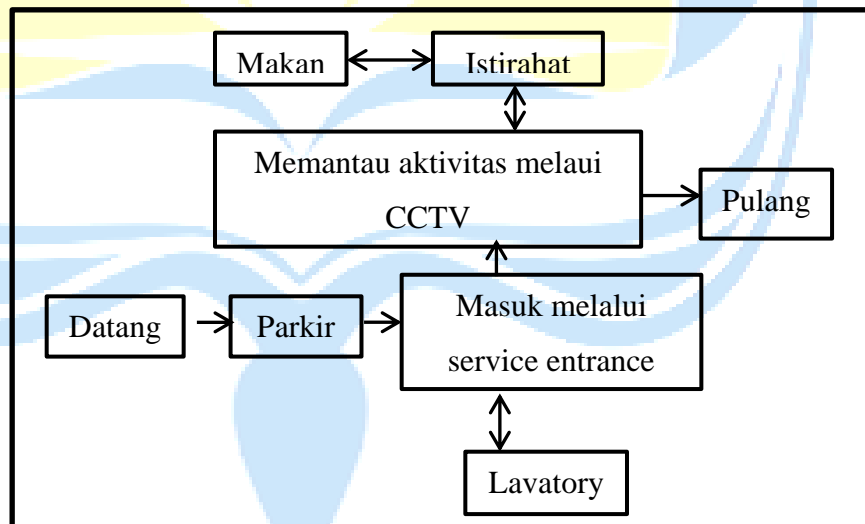 Makan
Istirahat
Memantau aktivitas melaui
CCTV
Pulang
Datang
Parkir
Masuk melalui
service entrance
Lavatory